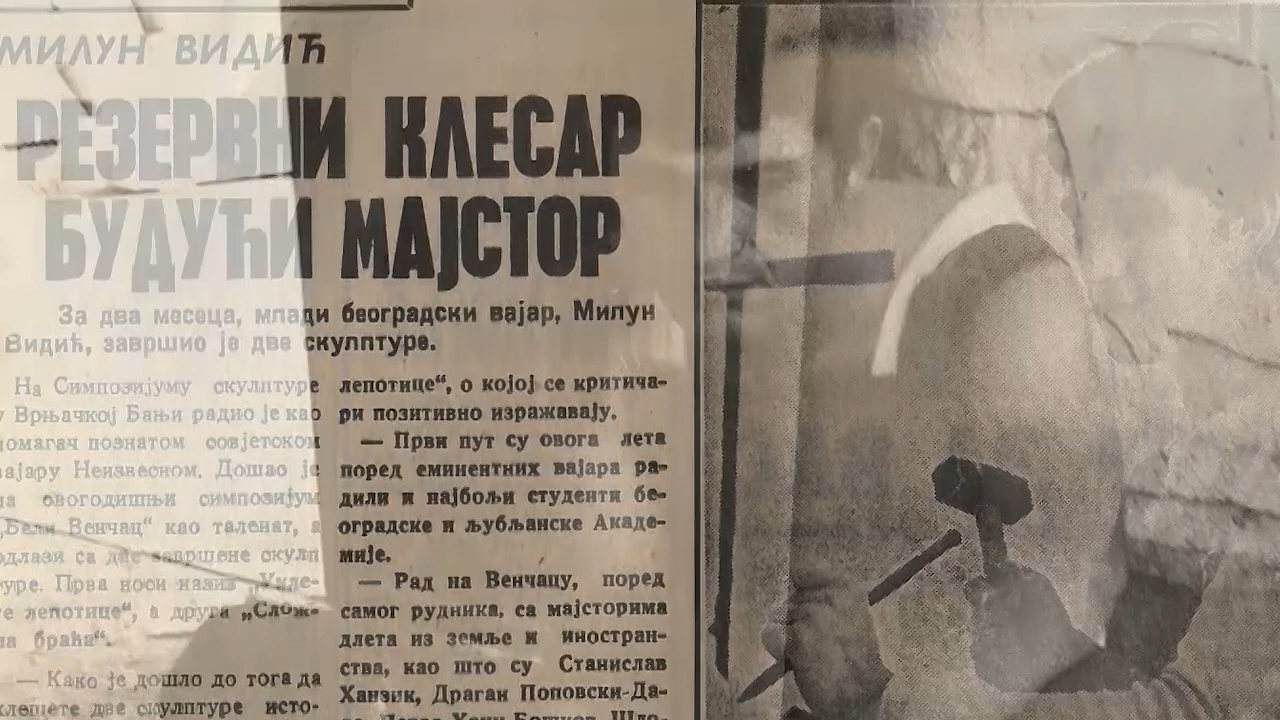 МИЛУН ВИДИЋ
РЕЗЕРВНИ КЛЕСАР
БУДУЋИ МАЈСТОР
За два месеца, млади београдски вајар, Милун
Видић, завршио је две скулптуре.
На Симпозијуму скулптуре
у Врњачкој Бањи радио је као
помагач познатом совјетском
вајару Неизвесном. Дошао је
на овогодишњи симпозијум
„Бели Венчац“ као таленат, а
одлази са две завршене скулп
туре. Прва носи назив
те лепотице“, а друга „Слож-
на браћа“.
— Како је дошло до тога да
клешете две скулптуре исто-
лепотице“, о којој се критича-
ри позитивно изражавају.
— Први пут су овога лета
поред еминентних вајара ра-
дили и најбољи студенти бе-
оградске и љубљанске Акаде-
мије.
— Рад на Венчацу, поред
самог рудника, са мајсторима
длета из земље и иностран-
ства, као што су Станислав
Ханзик, Драган Поповски-Да-